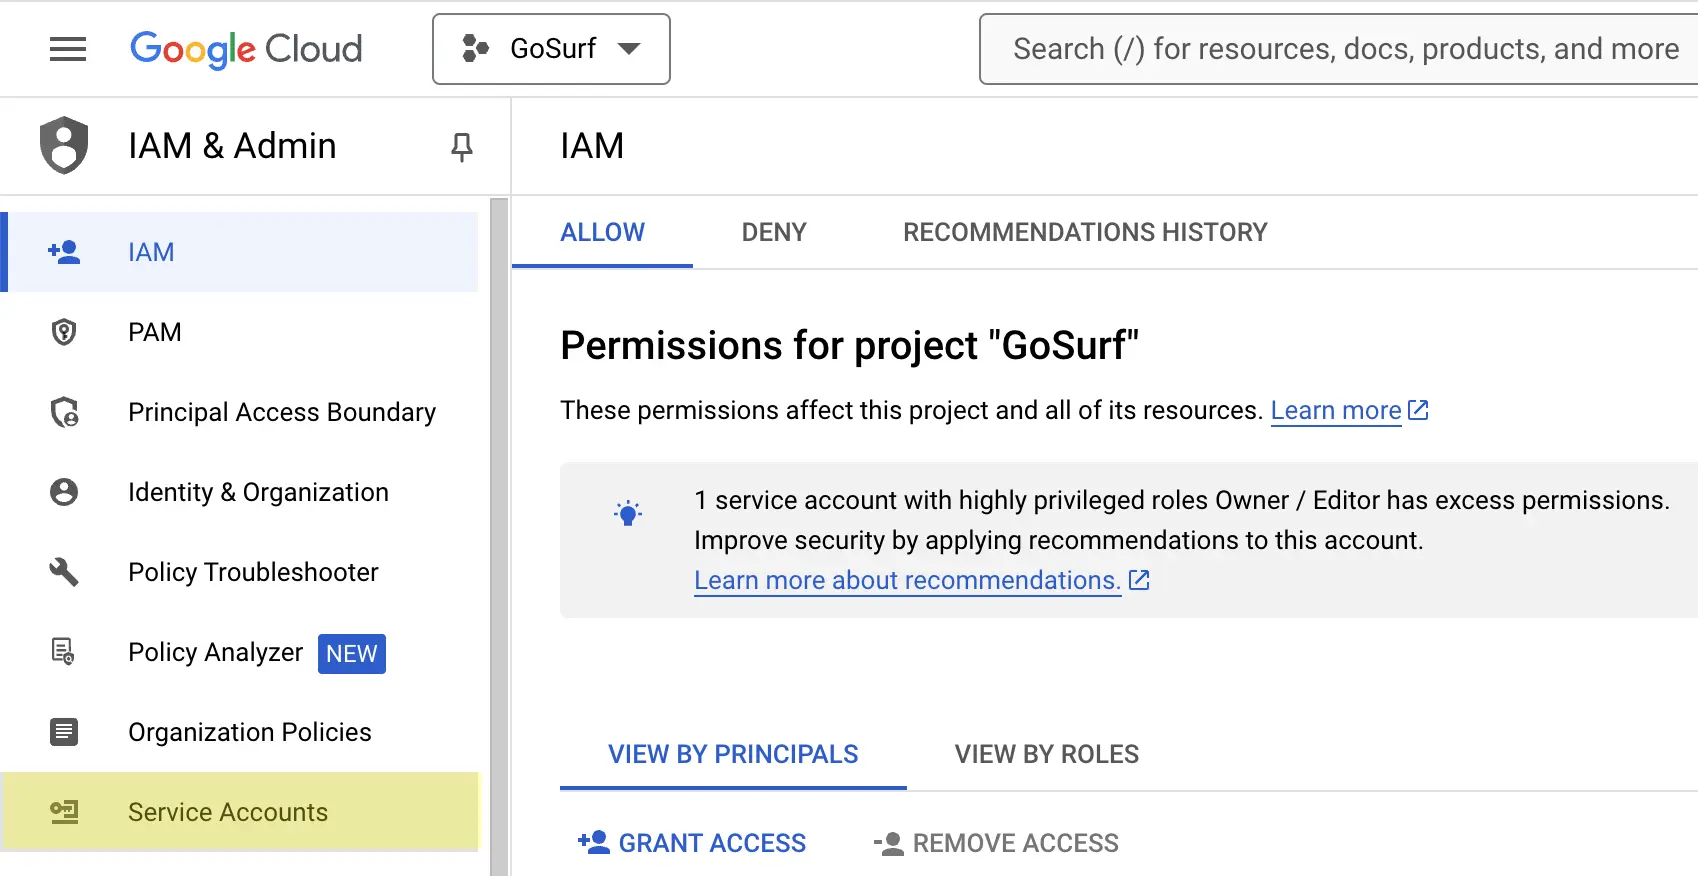 Google Cloud
GoSurf
Search (/) for resources, docs, products, and more
IAM & Admin
IAM
PAM
Principal Access Boundary
Identity & Organization
Policy Troubleshooter
Policy Analyzer NEW
Organization Policies
Service Accounts
IAM
ALLOW DENY RECOMMENDATIONS HISTORY
Permissions for project "GoSurf"
These permissions affect this project and all of its resources. Learn more
1 service account with highly privileged roles Owner / Editor has excess permissions.
Improve security by applying recommendations to this account.
Learn more about recommendations.
VIEW BY PRINCIPALS VIEW BY ROLES
GRANT ACCESS REMOVE ACCESS